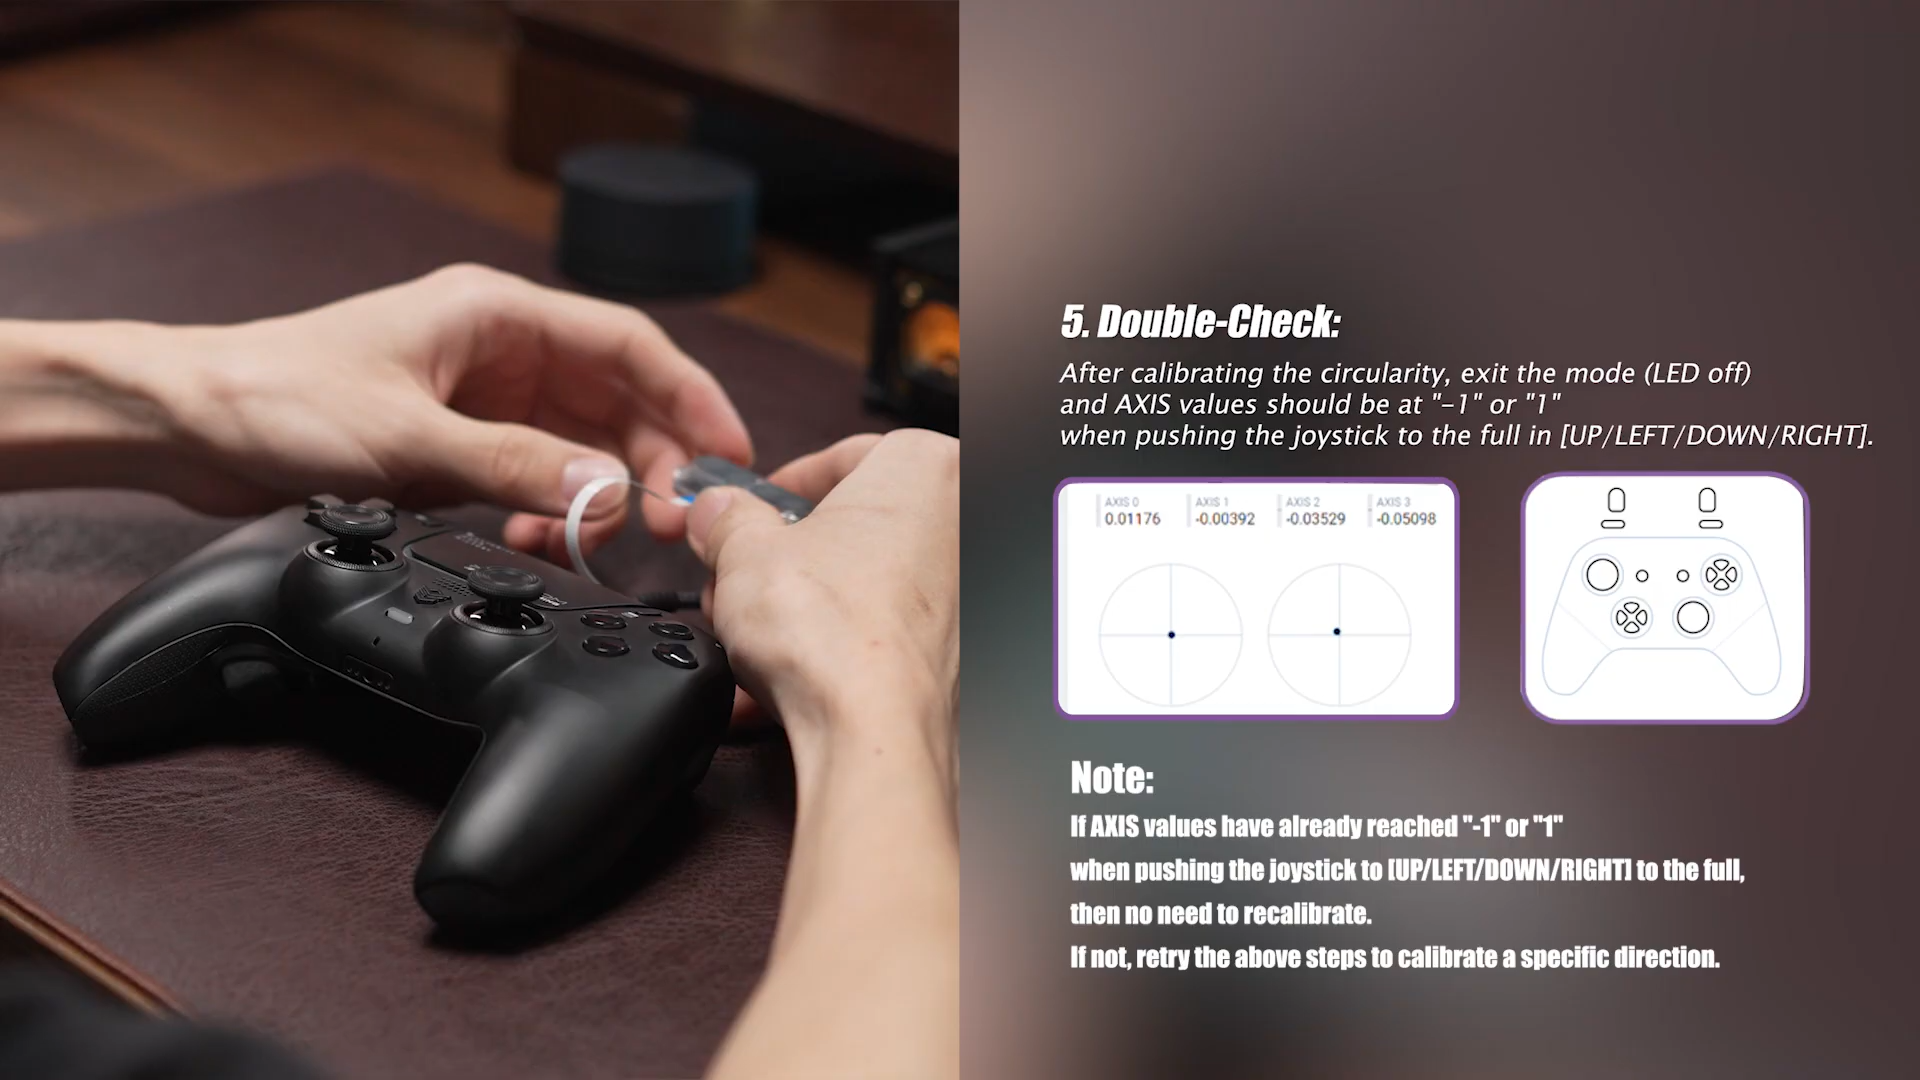 5. Double-Check:
After calibrating the circularity, exit the mode (LED off)
and AXIS values should be at "-1" or "1"
when pushing the joystick to the full in [UP/LEFT/DOWN/RIGHT].
AXIS 0 AXIS 1 AXIS 2 AXIS 3
0.01176 -0.00392 -0.03529 -0.05098
Note:
If AXIS values have already reached "-1" or "1"
when pushing the joystick to [UP/LEFT/DOWN/RIGHT] to the full,
then no need to recalibrate.
If not, retry the above steps to calibrate a specific direction.